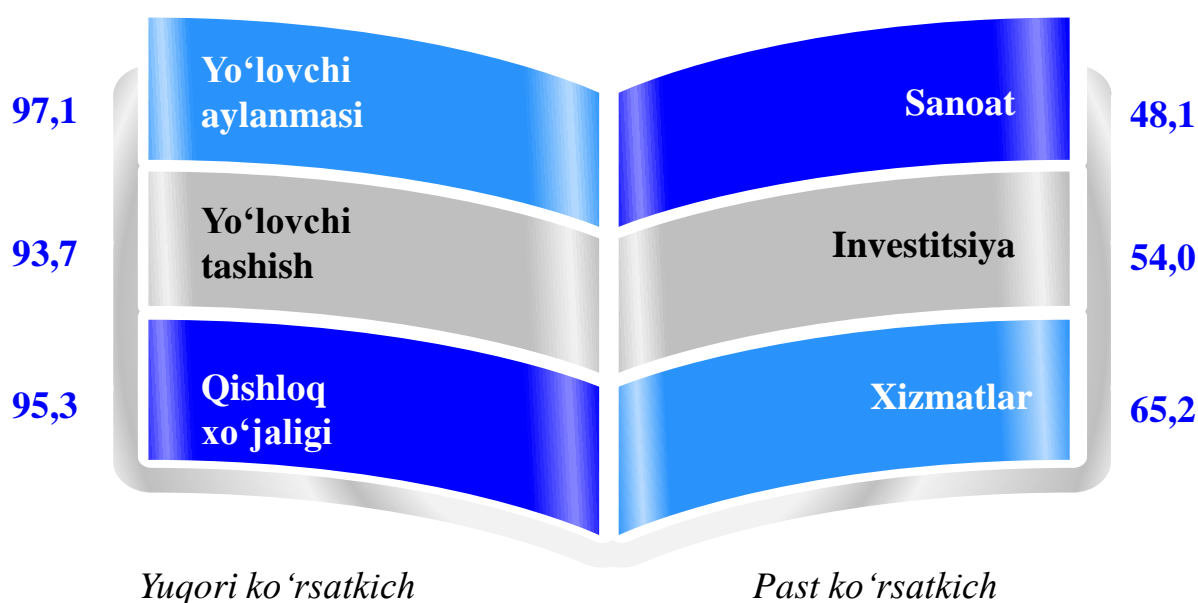 97,1
Yo‘lovchi
aylanmasi
93,7
Yo‘lovchi
tashish
95,3
Qishloq
xo‘jaligi
Yuqori ko‘rsatkich
Sanoat
48,1
Investitsiya
54,0
Xizmatlar
65,2
Past ko‘rsatkich